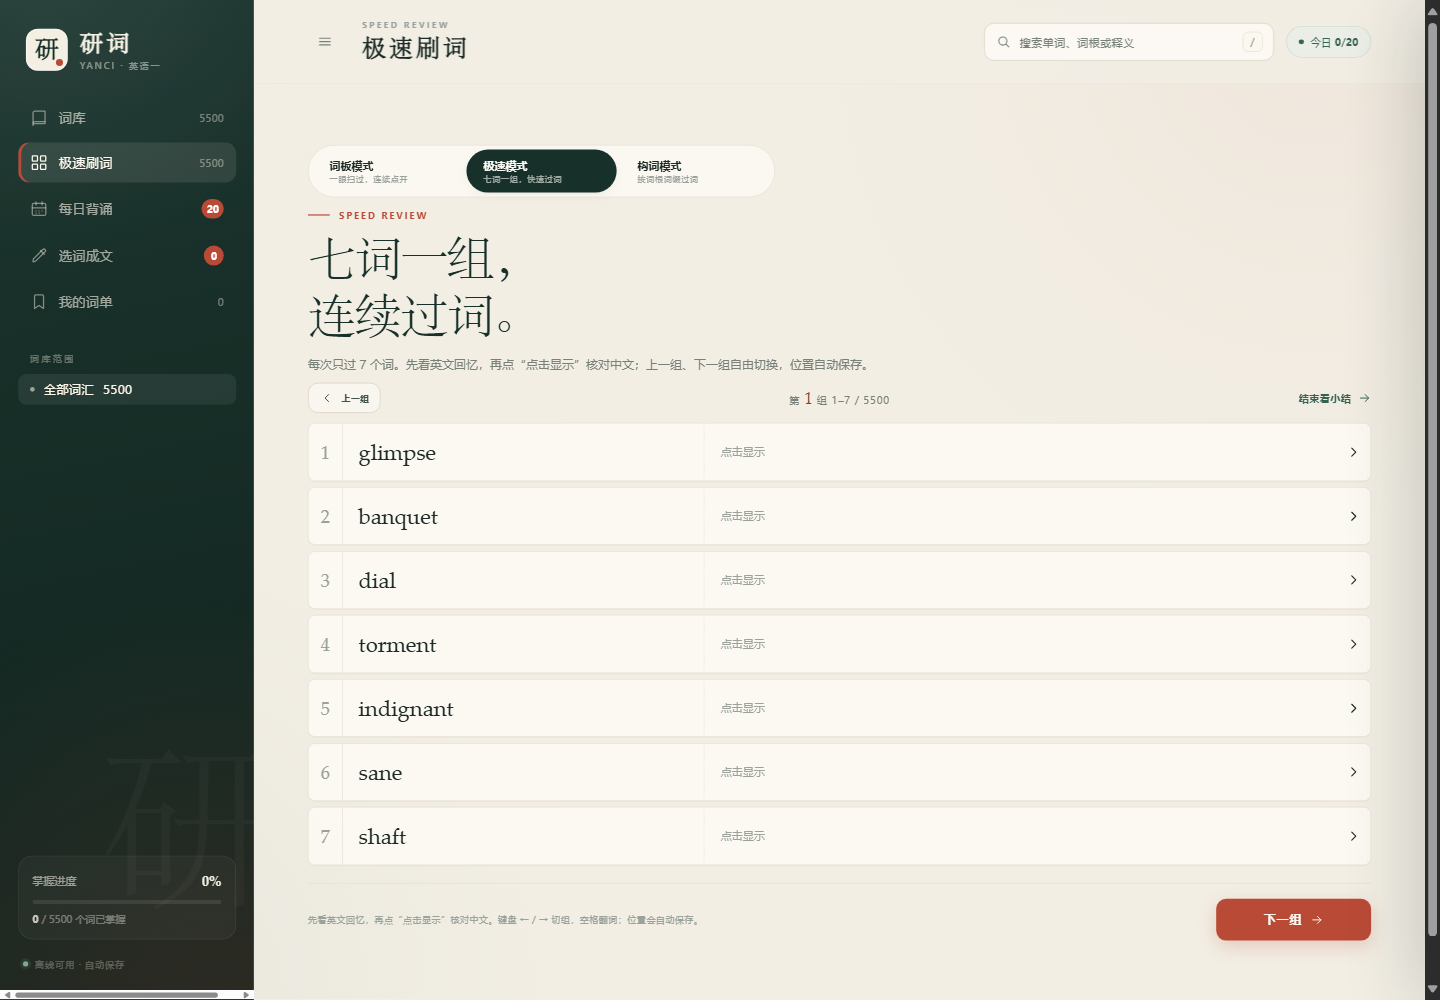 研
研词
YANCI · 英语一
词库 5500
极速刷词 5500
每日背诵 20
选词成文 0
我的词单 0
词库范围
全部词汇 5500
研
掌握进度 0%
0 / 5500 个词已掌握
离线可用 · 自动保存
SPEED REVIEW
极速刷词
搜索单词、词根或释义 /
今日 0/20
词板模式
一眼扫过，连续点开
极速模式
七词一组，快速过词
构词模式
按词根词缀过词
SPEED REVIEW
七词一组，
连续过词。
每次只过 7 个词。先看英文回忆，再点“点击显示”核对中文；上一组、下一组自由切换，位置自动保存。
上一组
第 1 组 1–7 / 5500
结束看小结 →
1 glimpse 点击显示
2 banquet 点击显示
3 dial 点击显示
4 torment 点击显示
5 indignant 点击显示
6 sane 点击显示
7 shaft 点击显示
先看英文回忆，再点“点击显示”核对中文。键盘 ← / → 切组，空格翻词；位置会自动保存。
下一组 →